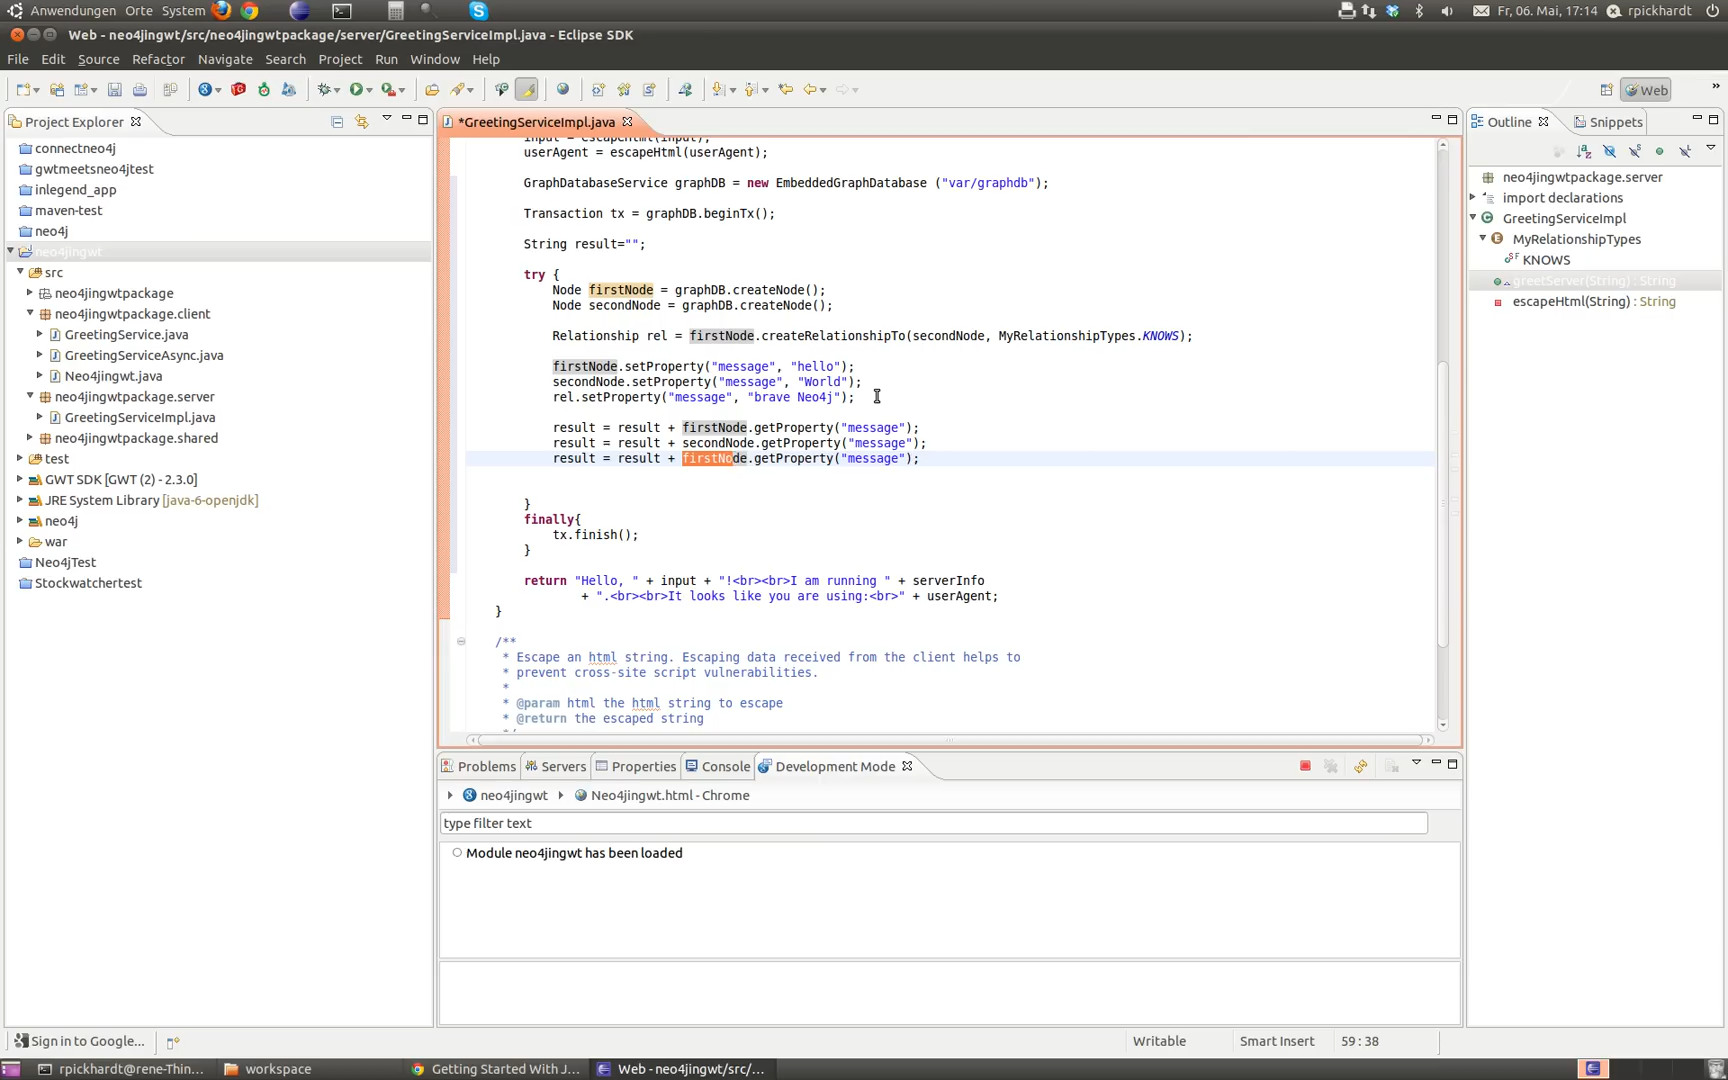 Anwendungen Orte System
Fr, 06. Mai, 17:14 rpickhardt
Web - neo4jingwt/src/neo4jingwtpackage/server/GreetingServiceImpl.java - Eclipse SDK
File Edit Source Refactor Navigate Search Project Run Window Help
Web
Project Explorer
connectneo4j
gwtmeetsneo4jtest
inlegend_app
maven-test
neo4j
neo4jingwt
src
neo4jingwtpackage
neo4jingwtpackage.client
GreetingService.java
GreetingServiceAsync.java
Neo4jingwt.java
neo4jingwtpackage.server
GreetingServiceImpl.java
neo4jingwtpackage.shared
test
GWT SDK [GWT (2) - 2.3.0]
JRE System Library [java-6-openjdk]
neo4j
war
Neo4jTest
Stockwatchertest
*GreetingServiceImpl.java
input = escapeHtml(input);
userAgent = escapeHtml(userAgent);
GraphDatabaseService graphDB = new EmbeddedGraphDatabase ("var/graphdb");
Transaction tx = graphDB.beginTx();
String result="";
try {
Node firstNode = graphDB.createNode();
Node secondNode = graphDB.createNode();
Relationship rel = firstNode.createRelationshipTo(secondNode, MyRelationshipTypes.KNOWS);
firstNode.setProperty("message", "hello");
secondNode.setProperty("message", "World");
rel.setProperty("message", "brave Neo4j");
result = result + firstNode.getProperty("message");
result = result + secondNode.getProperty("message");
result = result + firstNode.getProperty("message");
}
finally{
tx.finish();
}
return "Hello, " + input + "!<br><br>I am running " + serverInfo
+ ".<br><br>It looks like you are using:<br>" + userAgent;
}
/**
* Escape an html string. Escaping data received from the client helps to
* prevent cross-site script vulnerabilities.
*
* @param html the html string to escape
* @return the escaped string
*/
Outline Snippets
neo4jingwtpackage.server
import declarations
GreetingServiceImpl
MyRelationshipTypes
KNOWS
greetServer(String) : String
escapeHtml(String) : String
Problems Servers Properties Console Development Mode
neo4jingwt Neo4jingwt.html - Chrome
type filter text
Module neo4jingwt has been loaded
Sign in to Google...
Writable Smart Insert 59 : 38
rpickhardt@rene-Thin... workspace Getting Started With J... Web - neo4jingwt/src/...